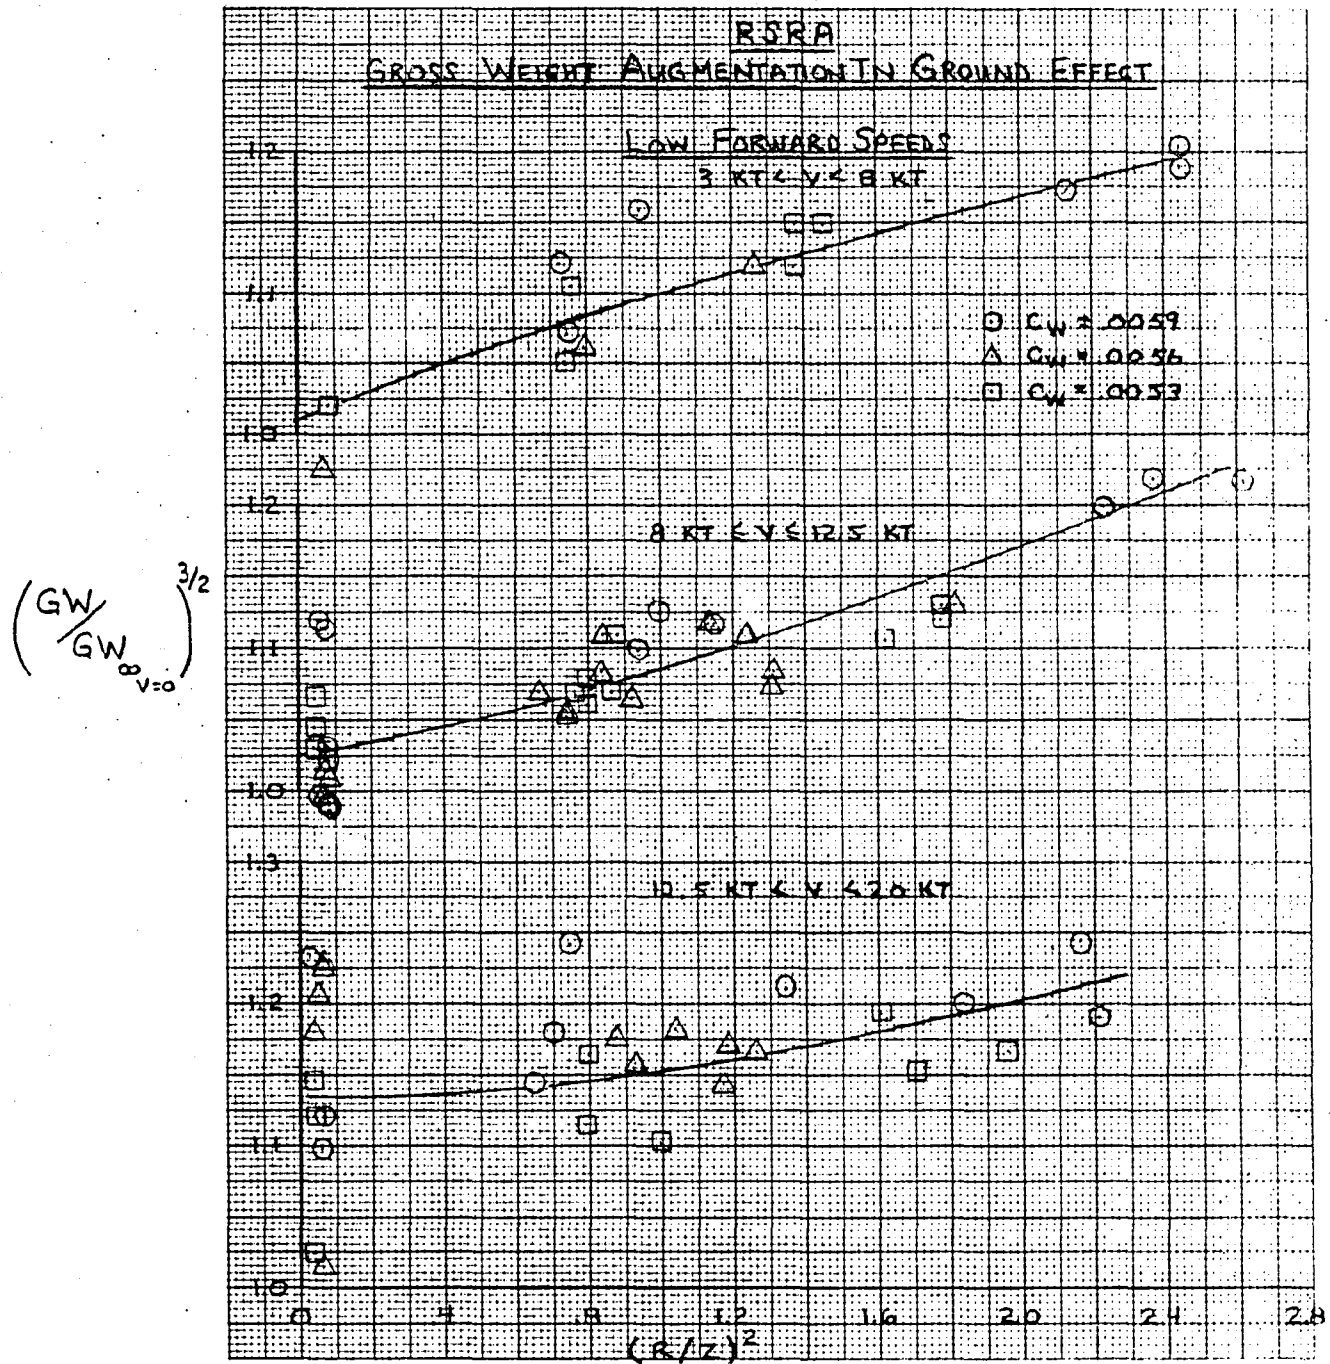 RSRA
GROSS WEIGHT AUGMENTATION IN GROUND EFFECT
LOW FORWARD SPEEDS
3 KT < V < 8 KT
1.2
1.1
1.0
⊙ CW = .0059
△ CW = .0056
□ CW = .0053
8 KT ≤ V ≤ 12.5 KT
1.2
1.1
1.0
(GW/GW∞ V=0)^3/2
12.5 KT < V < 20 KT
1.3
1.2
1.1
1.0
0 .4 .8 1.2 1.6 2.0 2.4 2.8
(R/Z)^2